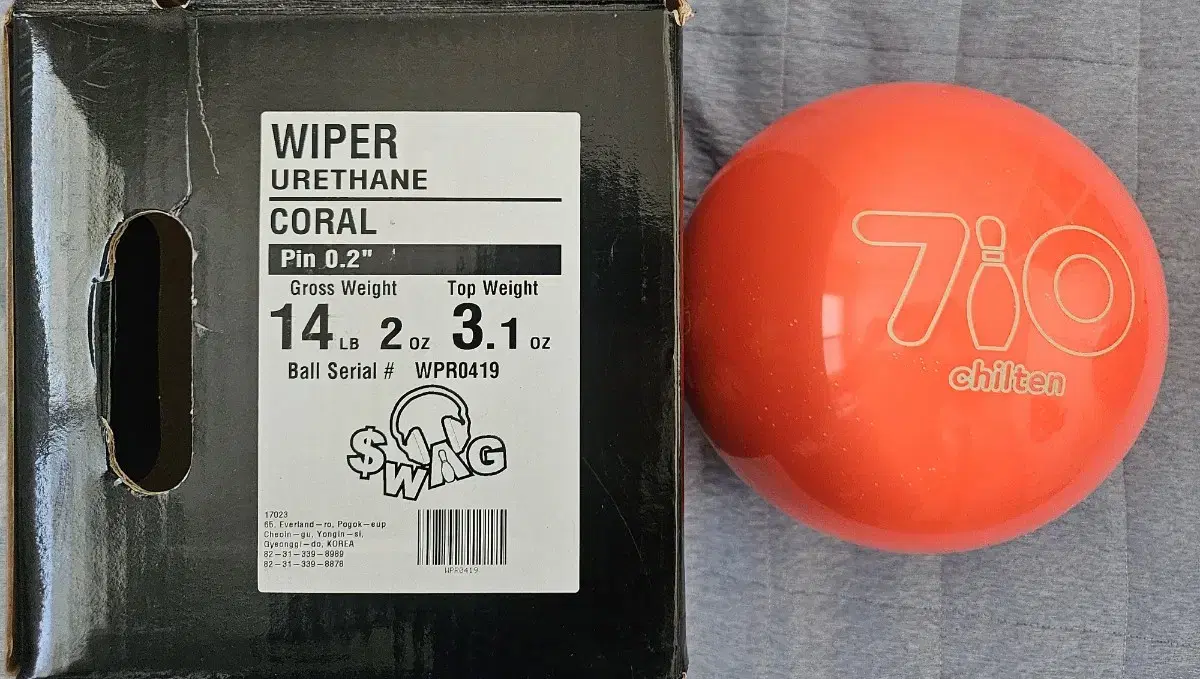 WIPER
URETHANE
CORAL
Pin 0.2"
Gross Weight Top Weight
14 LB 2 OZ 3.1 OZ
Ball Serial # WPR0419
$WAG
17023
65, Everland-ro, Pogok-eup
Cheoin-gu, Yongin-si,
Gyeonggi-do, KOREA
82-31-339-8989
82-31-339-8878
WPR0419
710
chilten